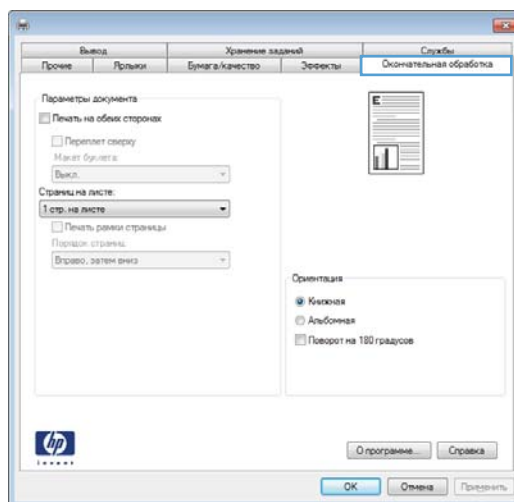 Вывод Хранение заданий Службы
Прочие Ярлыки Бумага/качество Эффекты Окончательная обработка
Параметры документа
Печать на обеих сторонах
Переплет сверху
Макет буклета:
Выкл.
Страниц на листе:
1 стр. на листе
Печать рамки страницы
Порядок страниц:
Вправо, затем вниз
E
Ориентация
Книжная
Альбомная
Поворот на 180 градусов
hp
invent
О программе... Справка
OK Отмена Применить